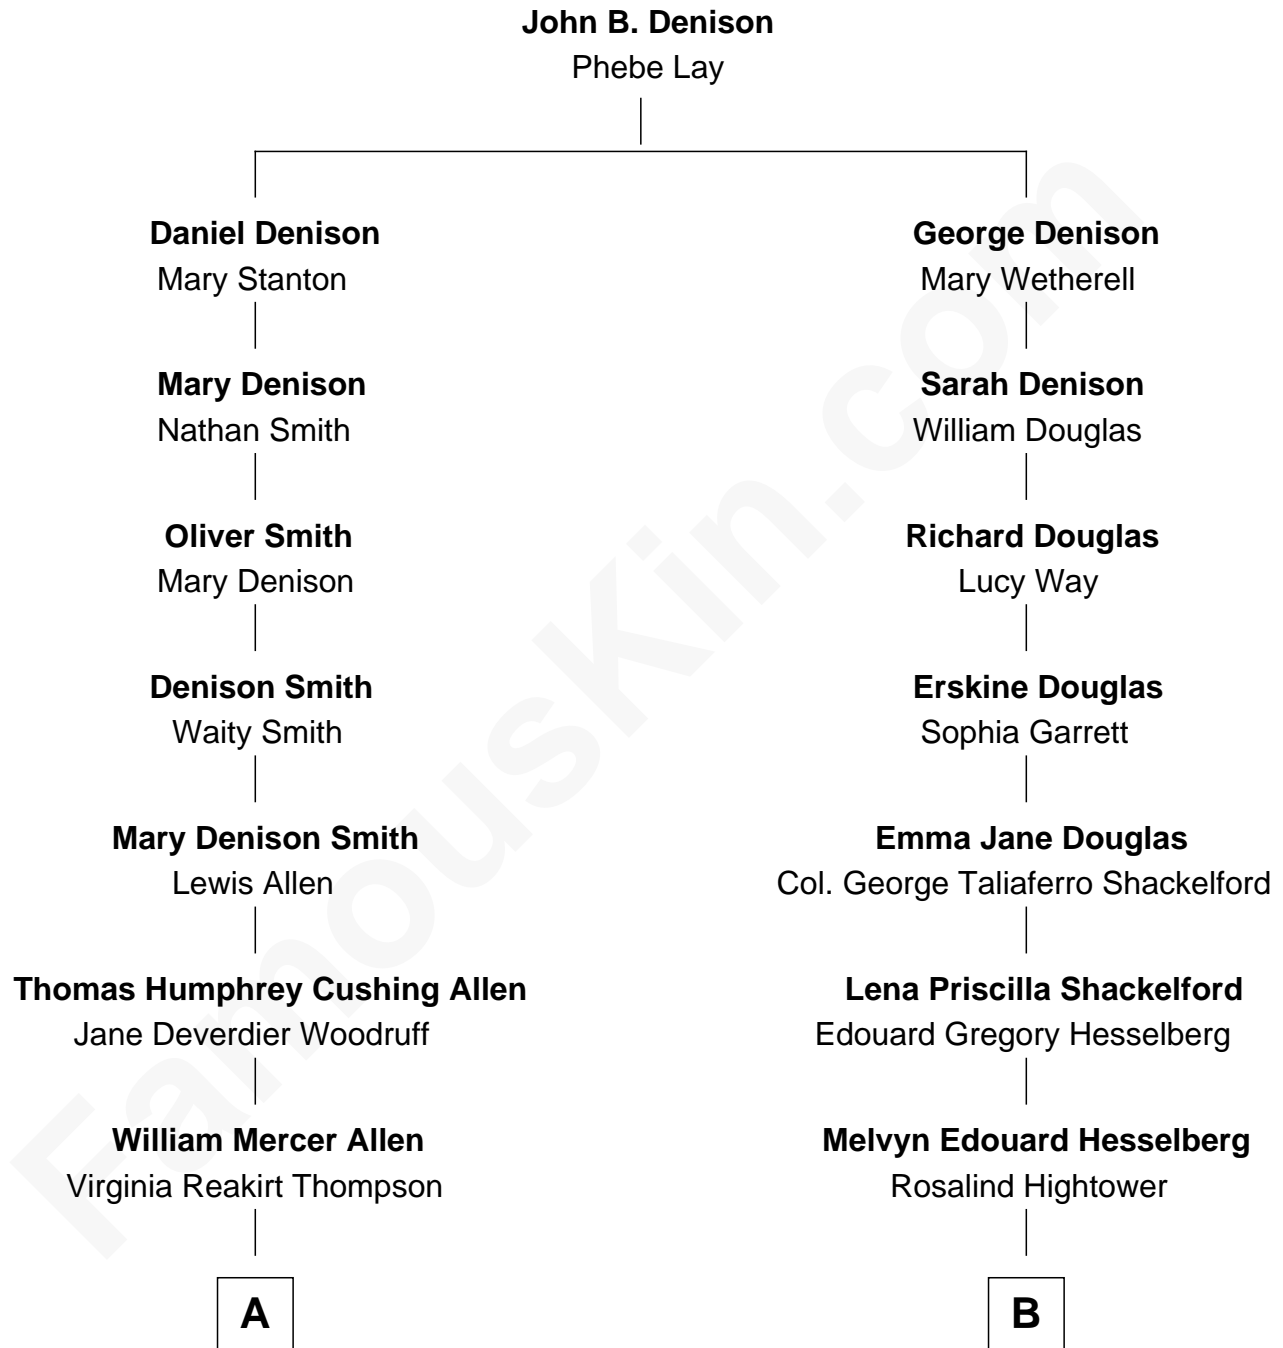 John B. Denison
Phebe Lay
Daniel Denison
Mary Stanton
Mary Denison
Nathan Smith
Oliver Smith
Mary Denison
Denison Smith
Waity Smith
Mary Denison Smith
Lewis Allen
Thomas Humphrey Cushing Allen
Jane Deverdier Woodruff
William Mercer Allen
Virginia Reakirt Thompson
A
George Denison
Mary Wetherell
Sarah Denison
William Douglas
Richard Douglas
Lucy Way
Erskine Douglas
Sophia Garrett
Emma Jane Douglas
Col. George Taliaferro Shackelford
Lena Priscilla Shackelford
Edouard Gregory Hesselberg
Melvyn Edouard Hesselberg
Rosalind Hightower
B
FamousKin.com